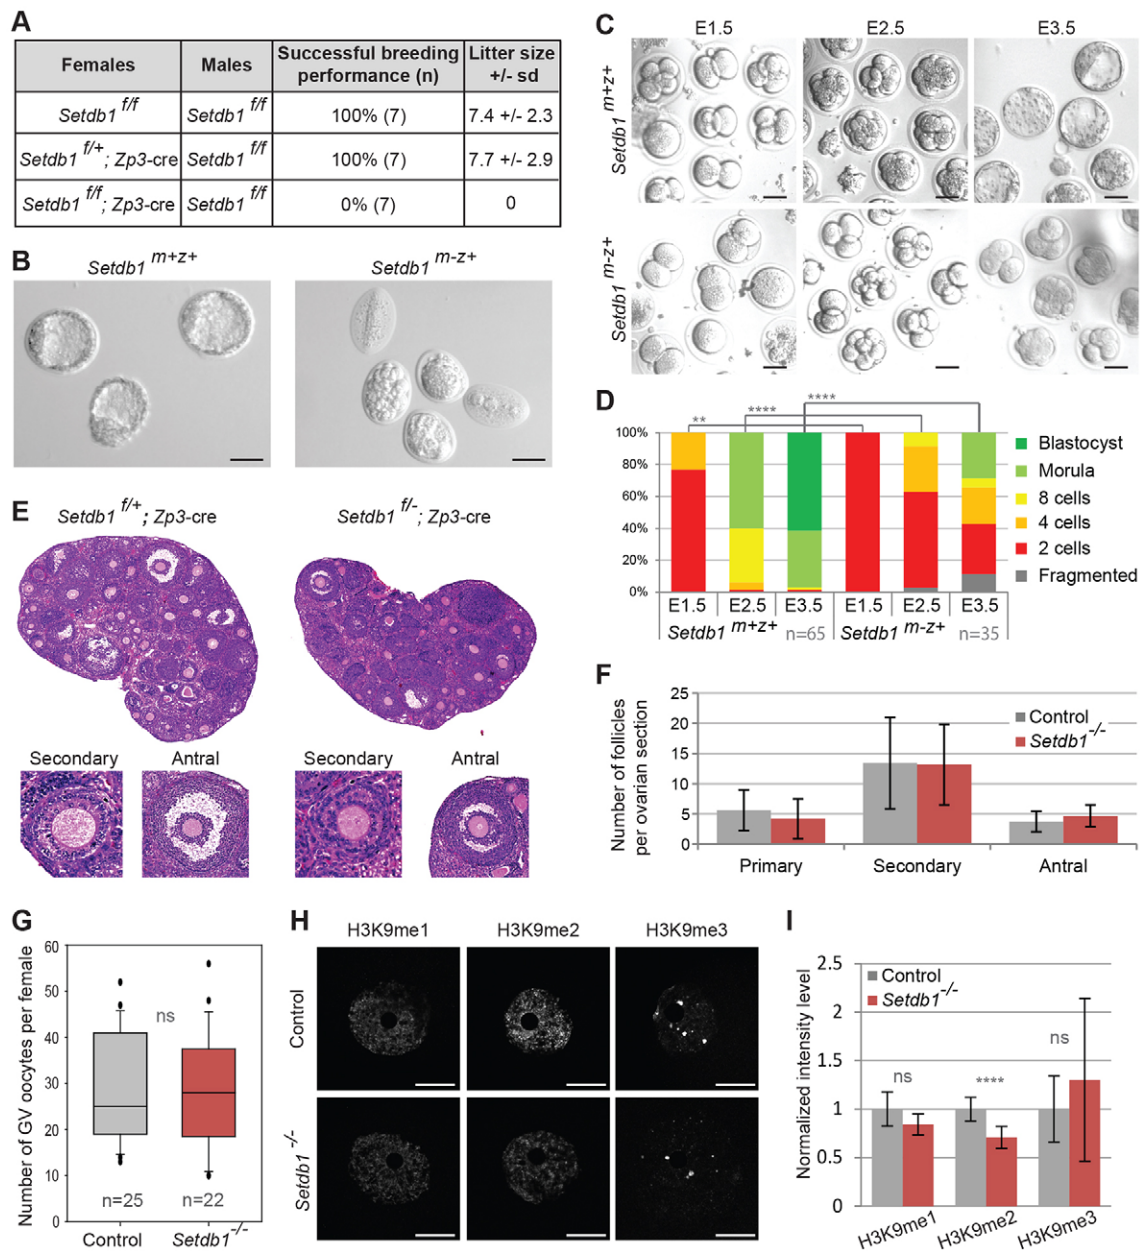 A
Females Males Successful breeding performance (n) Litter size +/- sd
Setdb1 f/f Setdb1 f/f 100% (7) 7.4 +/- 2.3
Setdb1 f/+; Zp3-cre Setdb1 f/f 100% (7) 7.7 +/- 2.9
Setdb1 f/f; Zp3-cre Setdb1 f/f 0% (7) 0
B
Setdb1 m+z+ Setdb1 m-z+
C
E1.5 E2.5 E3.5
Setdb1 m+z+
Setdb1 m-z+
D
** **** ****
100%
80%
60%
40%
20%
0%
Blastocyst
Morula
8 cells
4 cells
2 cells
Fragmented
E1.5 E2.5 E3.5 E1.5 E2.5 E3.5
Setdb1 m+z+ n=65 Setdb1 m-z+ n=35
E
Setdb1 f/+; Zp3-cre Setdb1 f/-; Zp3-cre
Secondary Antral Secondary Antral
F
Number of follicles
per ovarian section
25
20
15
10
5
0
Control
Setdb1-/-
Primary Secondary Antral
G
Number of GV oocytes per female
60
50
40
30
20
10
0
ns
n=25 n=22
Control Setdb1-/-
H
H3K9me1 H3K9me2 H3K9me3
Control
Setdb1 -/-
I
Normalized intensity level
2.5
2
1.5
1
0.5
0
Control
Setdb1-/-
ns **** ns
H3K9me1 H3K9me2 H3K9me3